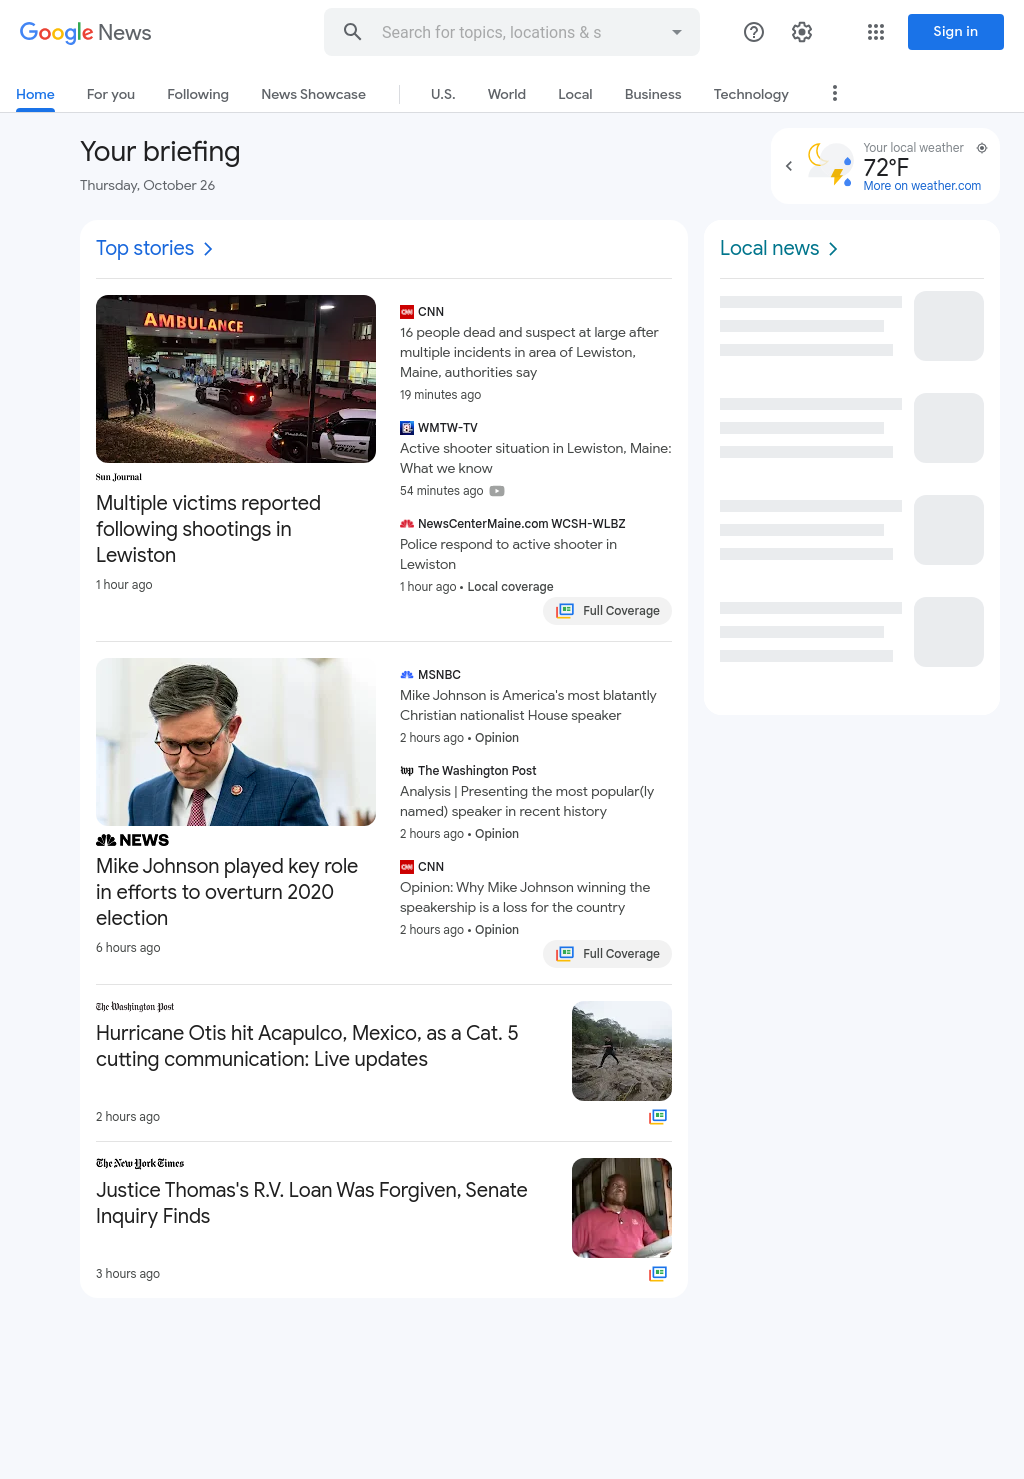 Google News
Search for topics, locations & s
Sign in
Home
For you
Following
News Showcase
U.S.
World
Local
Business
Technology
Your briefing
Thursday, October 26
Your local weather
72°F
More on weather.com
Top stories
AMBULANCE
Sun Journal
Multiple victims reported
following shootings in
Lewiston
1 hour ago
CNN
16 people dead and suspect at large after
multiple incidents in area of Lewiston,
Maine, authorities say
19 minutes ago
WMTW-TV
Active shooter situation in Lewiston, Maine:
What we know
54 minutes ago
NewsCenterMaine.com WCSH-WLBZ
Police respond to active shooter in
Lewiston
1 hour ago • Local coverage
Full Coverage
NEWS
Mike Johnson played key role
in efforts to overturn 2020
election
6 hours ago
MSNBC
Mike Johnson is America's most blatantly
Christian nationalist House speaker
2 hours ago • Opinion
The Washington Post
Analysis | Presenting the most popular(ly
named) speaker in recent history
2 hours ago • Opinion
CNN
Opinion: Why Mike Johnson winning the
speakership is a loss for the country
2 hours ago • Opinion
Full Coverage
The Washington Post
Hurricane Otis hit Acapulco, Mexico, as a Cat. 5
cutting communication: Live updates
2 hours ago
The New York Times
Justice Thomas's R.V. Loan Was Forgiven, Senate
Inquiry Finds
3 hours ago
Local news